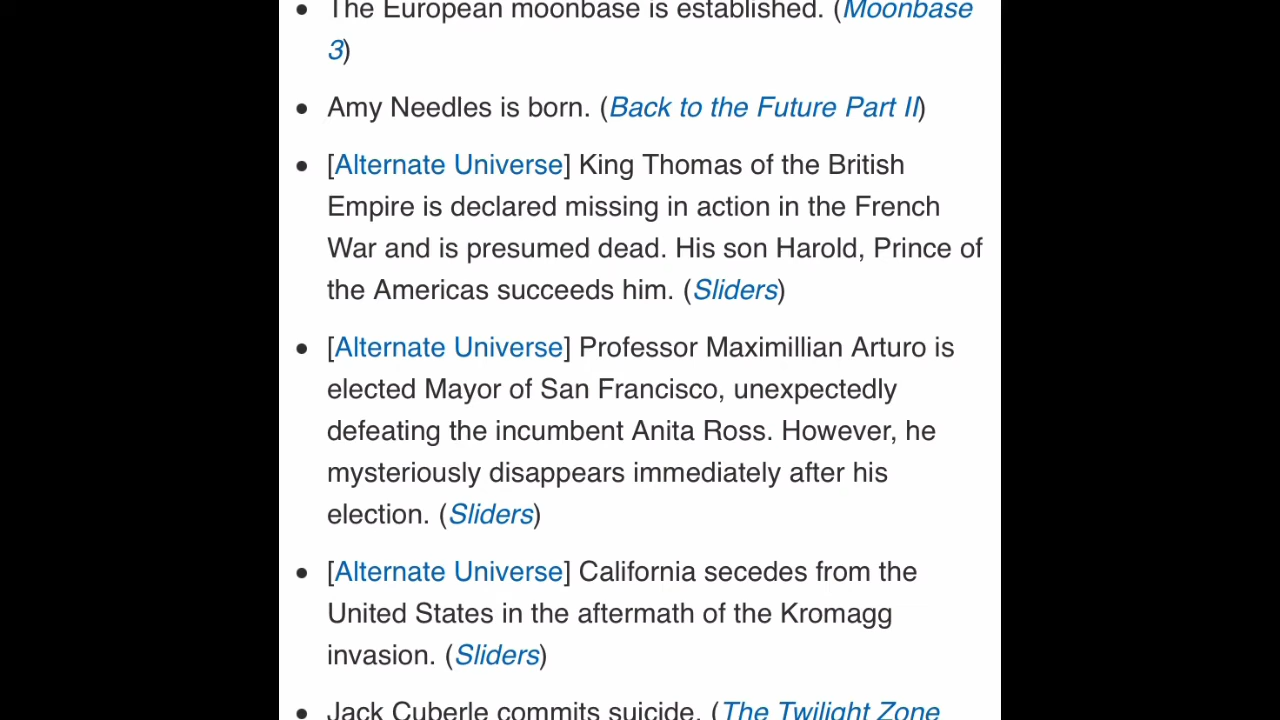 • The European moonbase is established. (Moonbase
3)
• Amy Needles is born. (Back to the Future Part II)
• [Alternate Universe] King Thomas of the British
Empire is declared missing in action in the French
War and is presumed dead. His son Harold, Prince of
the Americas succeeds him. (Sliders)
• [Alternate Universe] Professor Maximillian Arturo is
elected Mayor of San Francisco, unexpectedly
defeating the incumbent Anita Ross. However, he
mysteriously disappears immediately after his
election. (Sliders)
• [Alternate Universe] California secedes from the
United States in the aftermath of the Kromagg
invasion. (Sliders)
• Jack Cuberle commits suicide. (The Twilight Zone